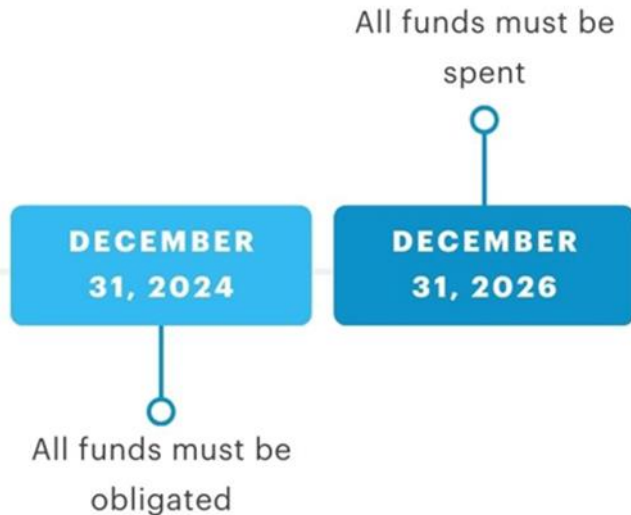 All funds must be
spent
DECEMBER
31, 2024
DECEMBER
31, 2026
All funds must be
obligated